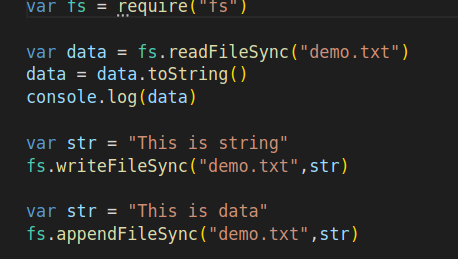 var fs = require("fs")
var data = fs.readFileSync("demo.txt")
data = data.toString()
console.log(data)
var str = "This is string"
fs.writeFileSync("demo.txt",str)
var str = "This is data"
fs.appendFileSync("demo.txt",str)